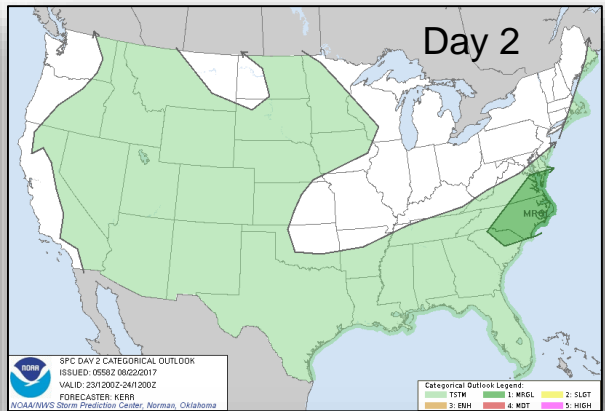 Day 2
MRGL
NOAA
SPC DAY 2 CATEGORICAL OUTLOOK
ISSUED: 0558Z 08/22/2017
VALID: 23/1200Z-24/1200Z
FORECASTER: KERR
NOAA/NWS Storm Prediction Center, Norman, Oklahoma
Categorical Outlook Legend:
TSTM 1: MRGL 2: SLGT
3: ENH 4: MDT 5: HIGH